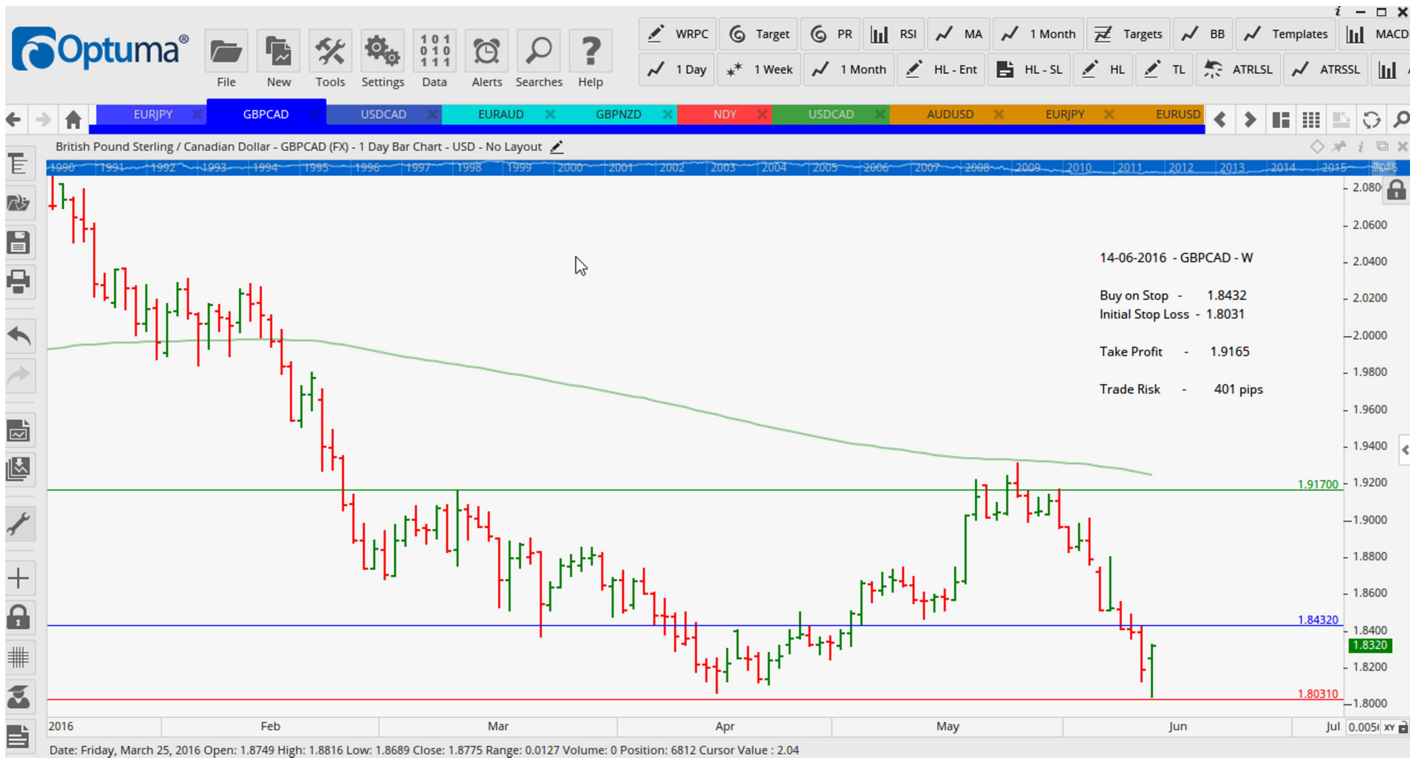 Optuma®
File New Tools Settings Data Alerts Searches Help
WRPC Target PR RSI MA 1 Month Targets BB Templates MACD
1 Day 1 Week 1 Month HL - Ent HL - SL HL TL ATRLSL ATRSSL
EURJPY GBPCAD USDCAD EURAUD GBPNZD NDY USDCAD AUDUSD EURJPY EURUSD
British Pound Sterling / Canadian Dollar - GBPCAD (FX) - 1 Day Bar Chart - USD - No Layout
1990 1991 1992 1993 1994 1995 1996 1997 1998 1999 2000 2001 2002 2003 2004 2005 2006 2007 2008 2009 2010 2011 2012 2013 2014 2015
2.080
2.0600
14-06-2016 - GBPCAD - W
2.0400
Buy on Stop - 1.8432
2.0200
Initial Stop Loss - 1.8031
2.0000
Take Profit - 1.9165
1.9800
Trade Risk - 401 pips
1.9600
1.9400
1.9200
1.91700
1.9000
1.8800
1.8600
1.84320
1.8400
1.8320
1.8200
1.80310
1.8000
2016 Feb Mar Apr May Jun Jul 0.005 XY
Date: Friday, March 25, 2016 Open: 1.8749 High: 1.8816 Low: 1.8689 Close: 1.8775 Range: 0.0127 Volume: 0 Position: 6812 Cursor Value : 2.04